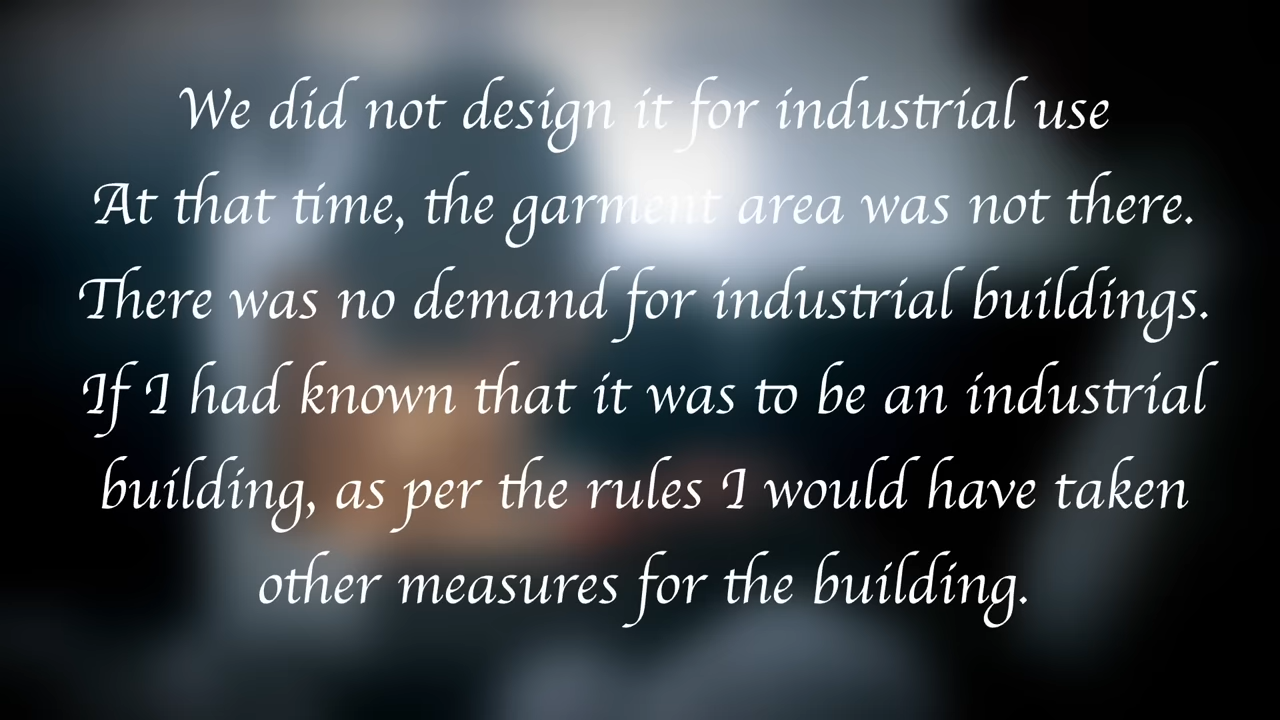 We did not design it for industrial use
At that time, the garment area was not there.
There was no demand for industrial buildings.
If I had known that it was to be an industrial
building, as per the rules I would have taken
other measures for the building.